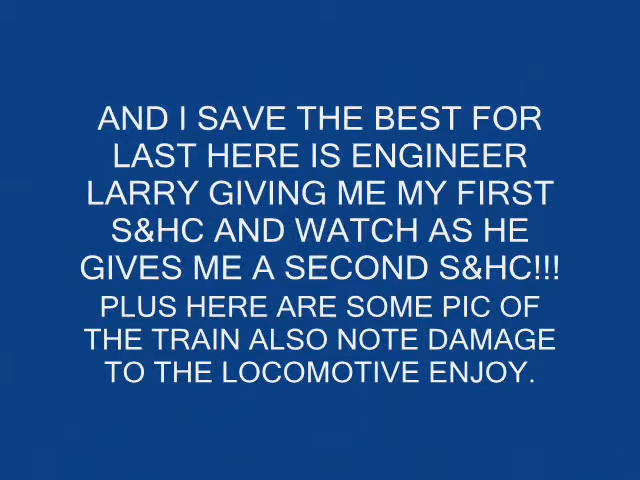 AND I SAVE THE BEST FOR
LAST HERE IS ENGINEER
LARRY GIVING ME MY FIRST
S&HC AND WATCH AS HE
GIVES ME A SECOND S&HC!!!
PLUS HERE ARE SOME PIC OF
THE TRAIN ALSO NOTE DAMAGE
TO THE LOCOMOTIVE ENJOY.